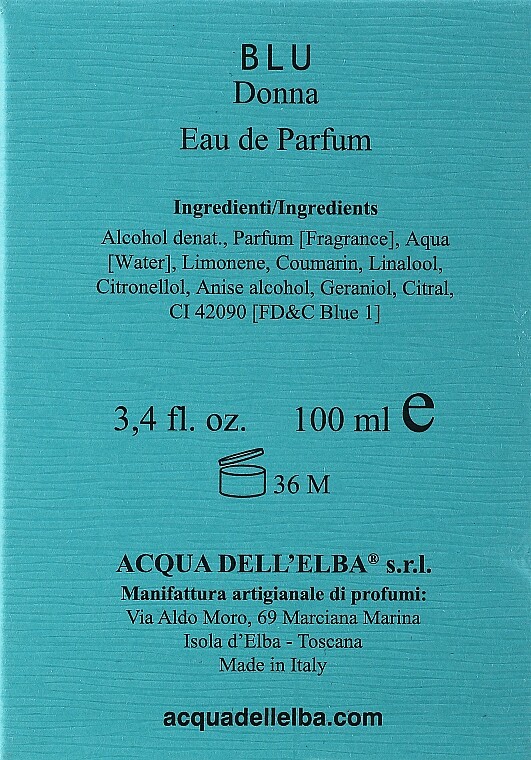 BLU
Donna
Eau de Parfum
Ingredienti/Ingredients
Alcohol denat., Parfum [Fragrance], Aqua
[Water], Limonene, Coumarin, Linalool,
Citronellol, Anise alcohol, Geraniol, Citral,
CI 42090 [FD&C Blue 1]
3,4 fl. oz. 100 ml e
36 M
ACQUA DELL’ELBA® s.r.l.
Manifattura artigianale di profumi:
Via Aldo Moro, 69 Marciana Marina
Isola d’Elba - Toscana
Made in Italy
acquadellelba.com